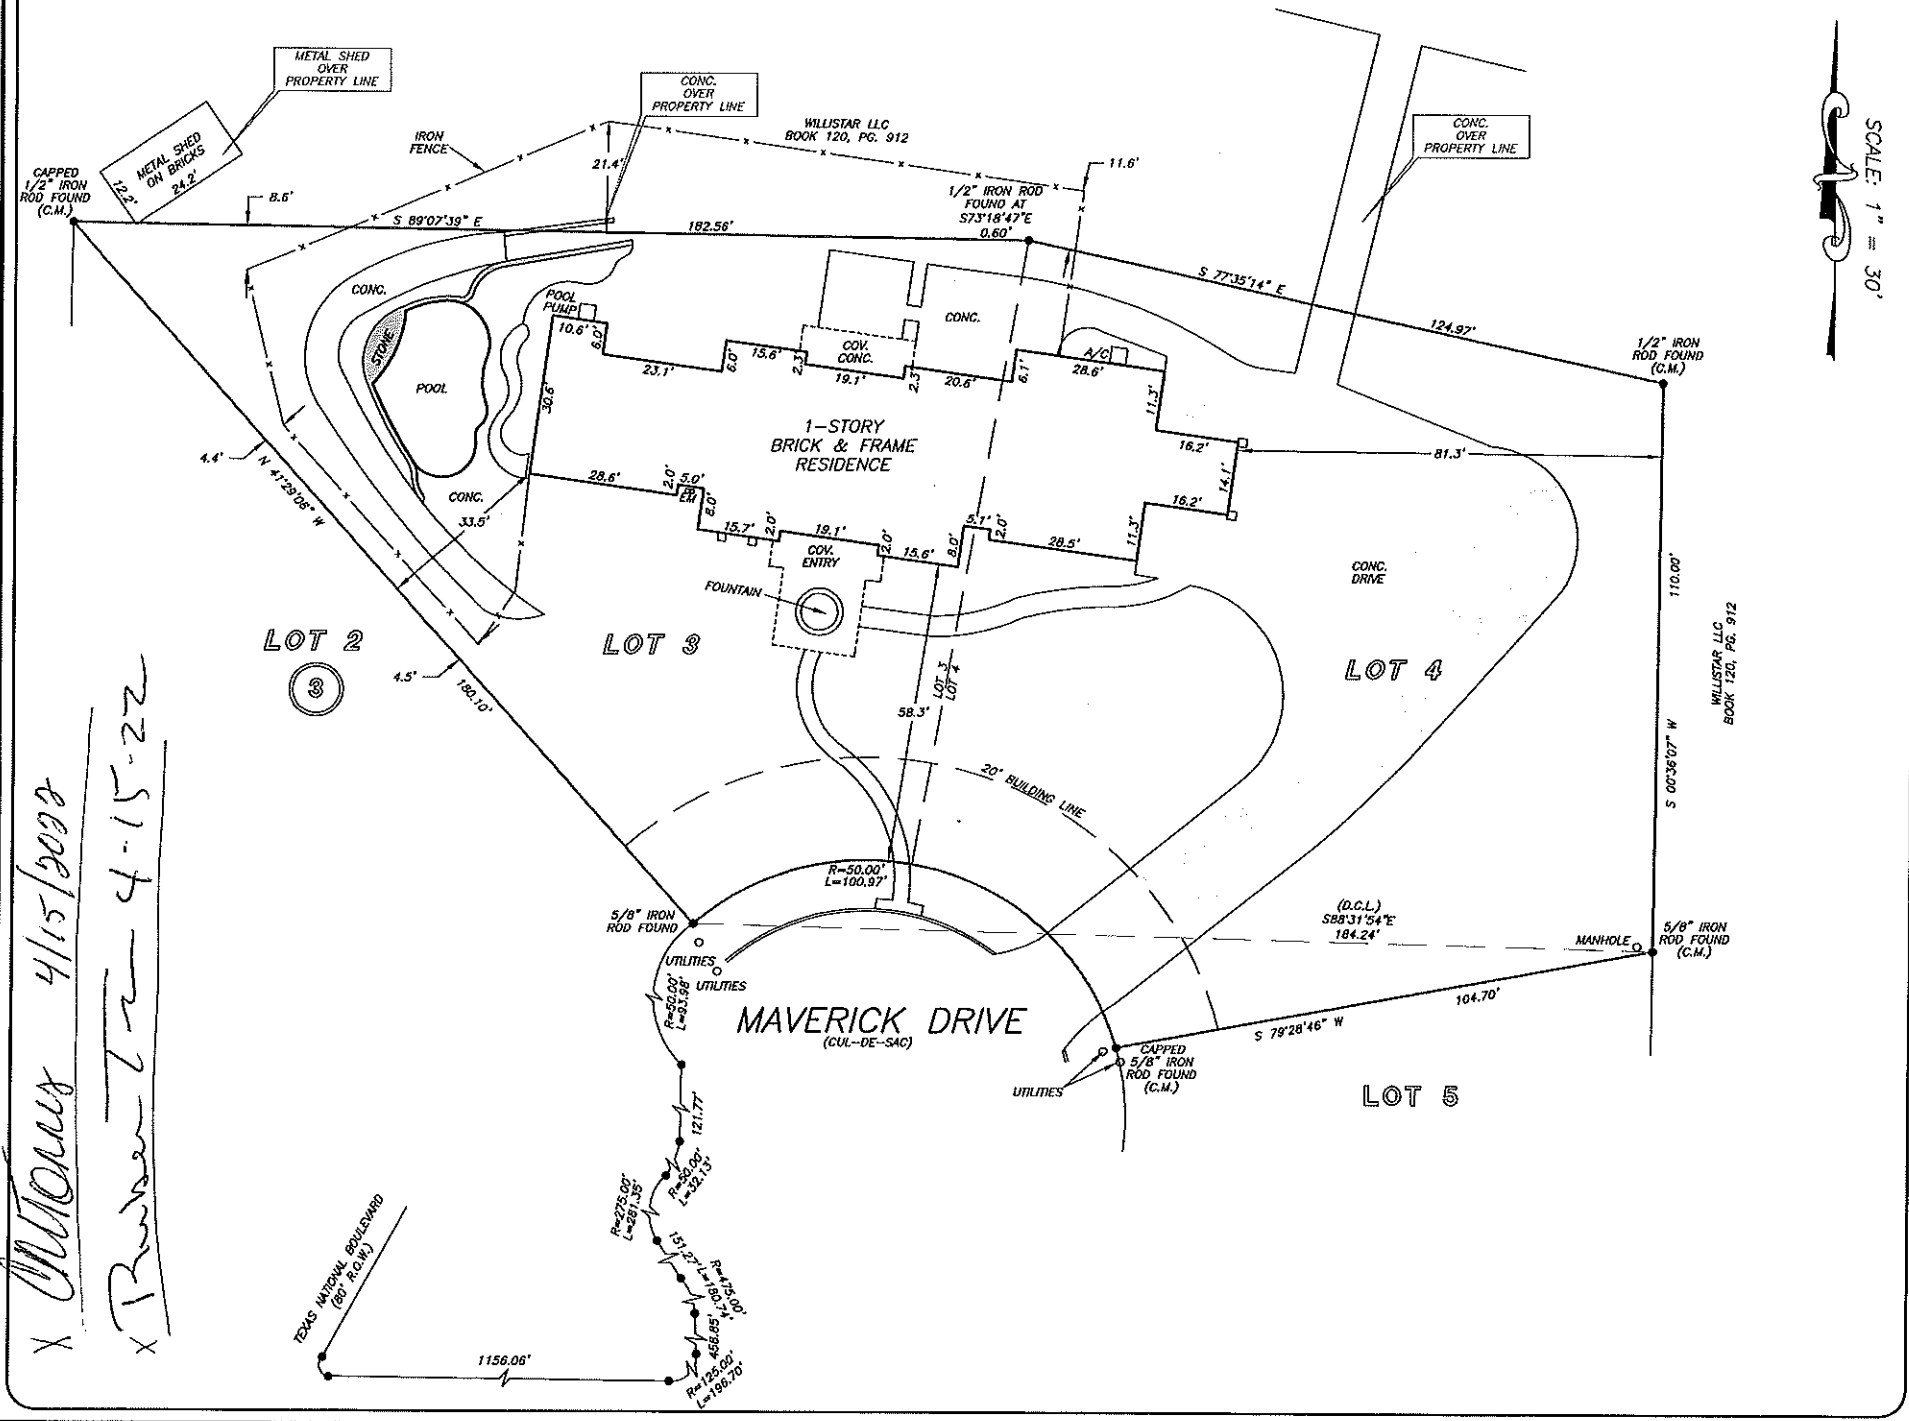 METAL SHED
OVER
PROPERTY LINE
CONC.
OVER
PROPERTY LINE
WILLISTAR LLC
BOOK 120, PG. 912
CONC.
OVER
PROPERTY LINE
SCALE: 1" = 30'
METAL SHED
ON BRICKS
12.2'
24.2'
IRON
FENCE
21.4'
11.6'
CAPPED
1/2" IRON
ROD FOUND
(C.M.)
8.6'
S 89°07'39" E
182.56'
1/2" IRON ROD
FOUND AT
S73°18'47"E
0.60'
S 77°35'14" E
124.97'
1/2" IRON
ROD FOUND
(C.M.)
CONC.
POOL
PUMP
10.6'
6.0'
23.1'
6.0'
15.6'
2.3'
COV.
CONC.
19.1'
2.3'
CONC.
20.6'
6.1'
A/C
28.6'
11.3'
16.2'
81.3'
14.1'
16.2'
11.3'
STONE
POOL
30.6'
1-STORY
BRICK & FRAME
RESIDENCE
4.4'
N 41°29'06" W
CONC.
33.5'
28.6'
2.0'
5.0'
EM
8.0'
15.7'
2.0'
19.1'
2.0'
15.6'
8.0'
5.1'
2.0'
28.5'
COV.
ENTRY
FOUNTAIN
CONC.
DRIVE
110.00'
S 00°36'07" W
WILLISTAR LLC
BOOK 120, PG. 912
LOT 2
3
LOT 3
LOT 4
4.5'
180.10'
LOT 3
LOT 4
58.3'
20' BUILDING LINE
R=50.00'
L=100.97'
5/8" IRON
ROD FOUND
(D.C.L.)
S88°31'54"E
184.24'
MANHOLE
5/8" IRON
ROD FOUND
(C.M.)
UTILITIES
UTILITIES
R=50.00'
L=93.98'
MAVERICK DRIVE
(CUL-DE-SAC)
S 79°28'46" W
104.70'
CAPPED
5/8" IRON
ROD FOUND
(C.M.)
UTILITIES
LOT 5
121.77'
R=50.00'
L=32.13'
R=275.00'
L=281.35'
151.27'
R=475.00'
L=180.74'
458.85'
R=125.00'
L=196.70'
1156.06'
TEXAS NATIONAL BOULEVARD
(80' R.O.W.)
X 4/15/2022
X 4-15-22